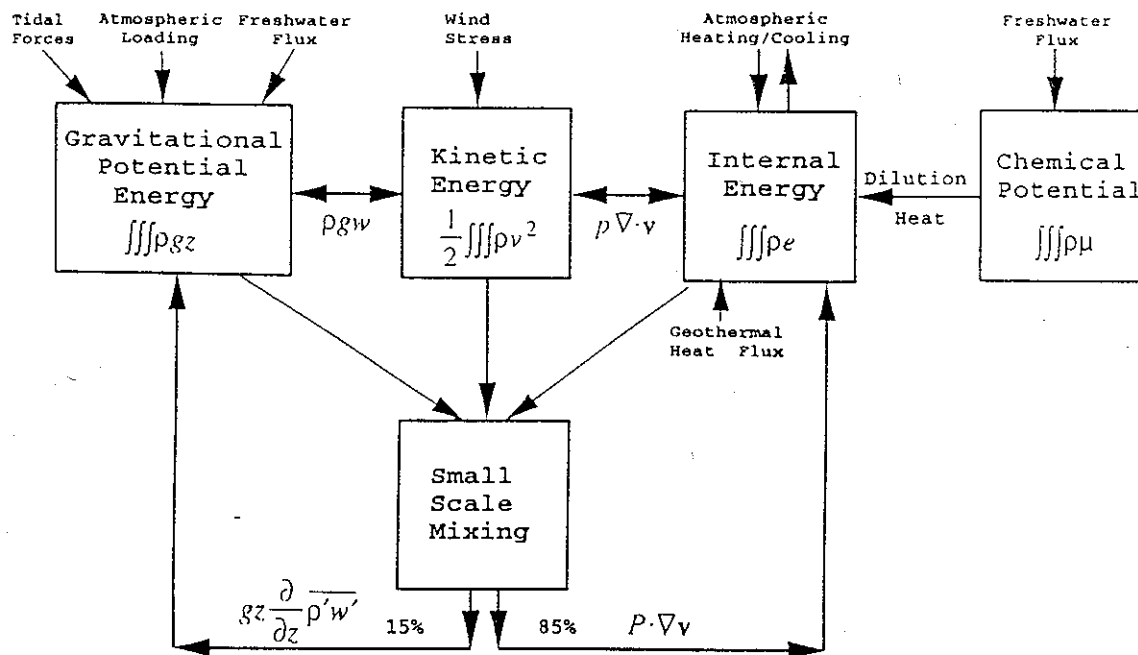 Tidal
Forces
Atmospheric
Loading
Freshwater
Flux
Wind
Stress
Atmospheric
Heating/Cooling
Freshwater
Flux
Gravitational
Potential
Energy
∭ρgz
ρgw
Kinetic
Energy
1/2 ∭ρv²
p∇·v
Internal
Energy
∭ρe
Dilution
Heat
Chemical
Potential
∭ρμ
Geothermal
Heat Flux
Small
Scale
Mixing
gz ∂/∂z \overline{ρ'w'}
15%
85%
P·∇v